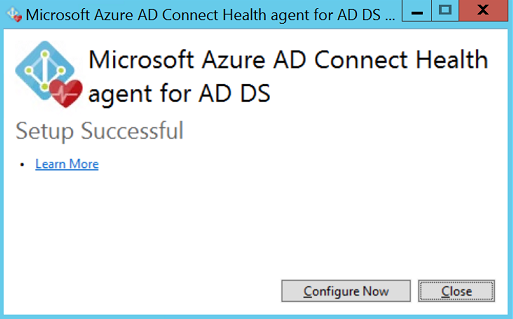 Microsoft Azure AD Connect Health agent for AD DS ...
Microsoft Azure AD Connect Health
agent for AD DS
Setup Successful
• Learn More
Configure Now Close